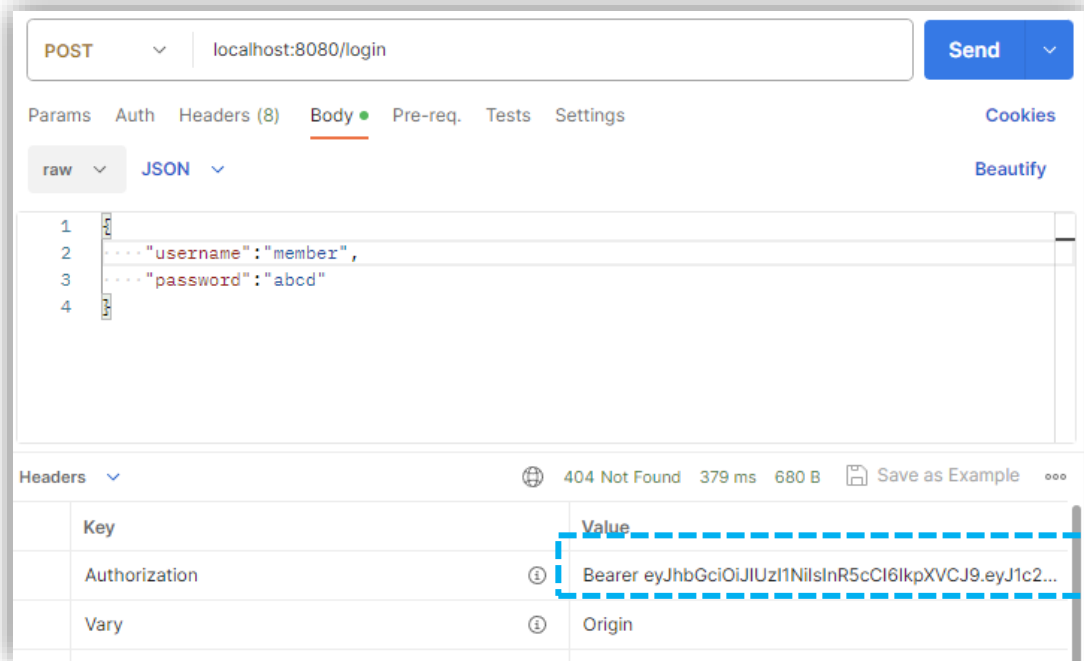 POST localhost:8080/login Send
Params Auth Headers (8) Body Pre-req. Tests Settings Cookies
raw JSON Beautify
1 {
2 "username":"member",
3 "password":"abcd"
4 }
Headers 404 Not Found 379 ms 680 B Save as Example
Key Value
Authorization Bearer eyJhbGciOiJIUzI1NiIsInR5cCI6IkpXVCJ9.eyJ1c2...
Vary Origin